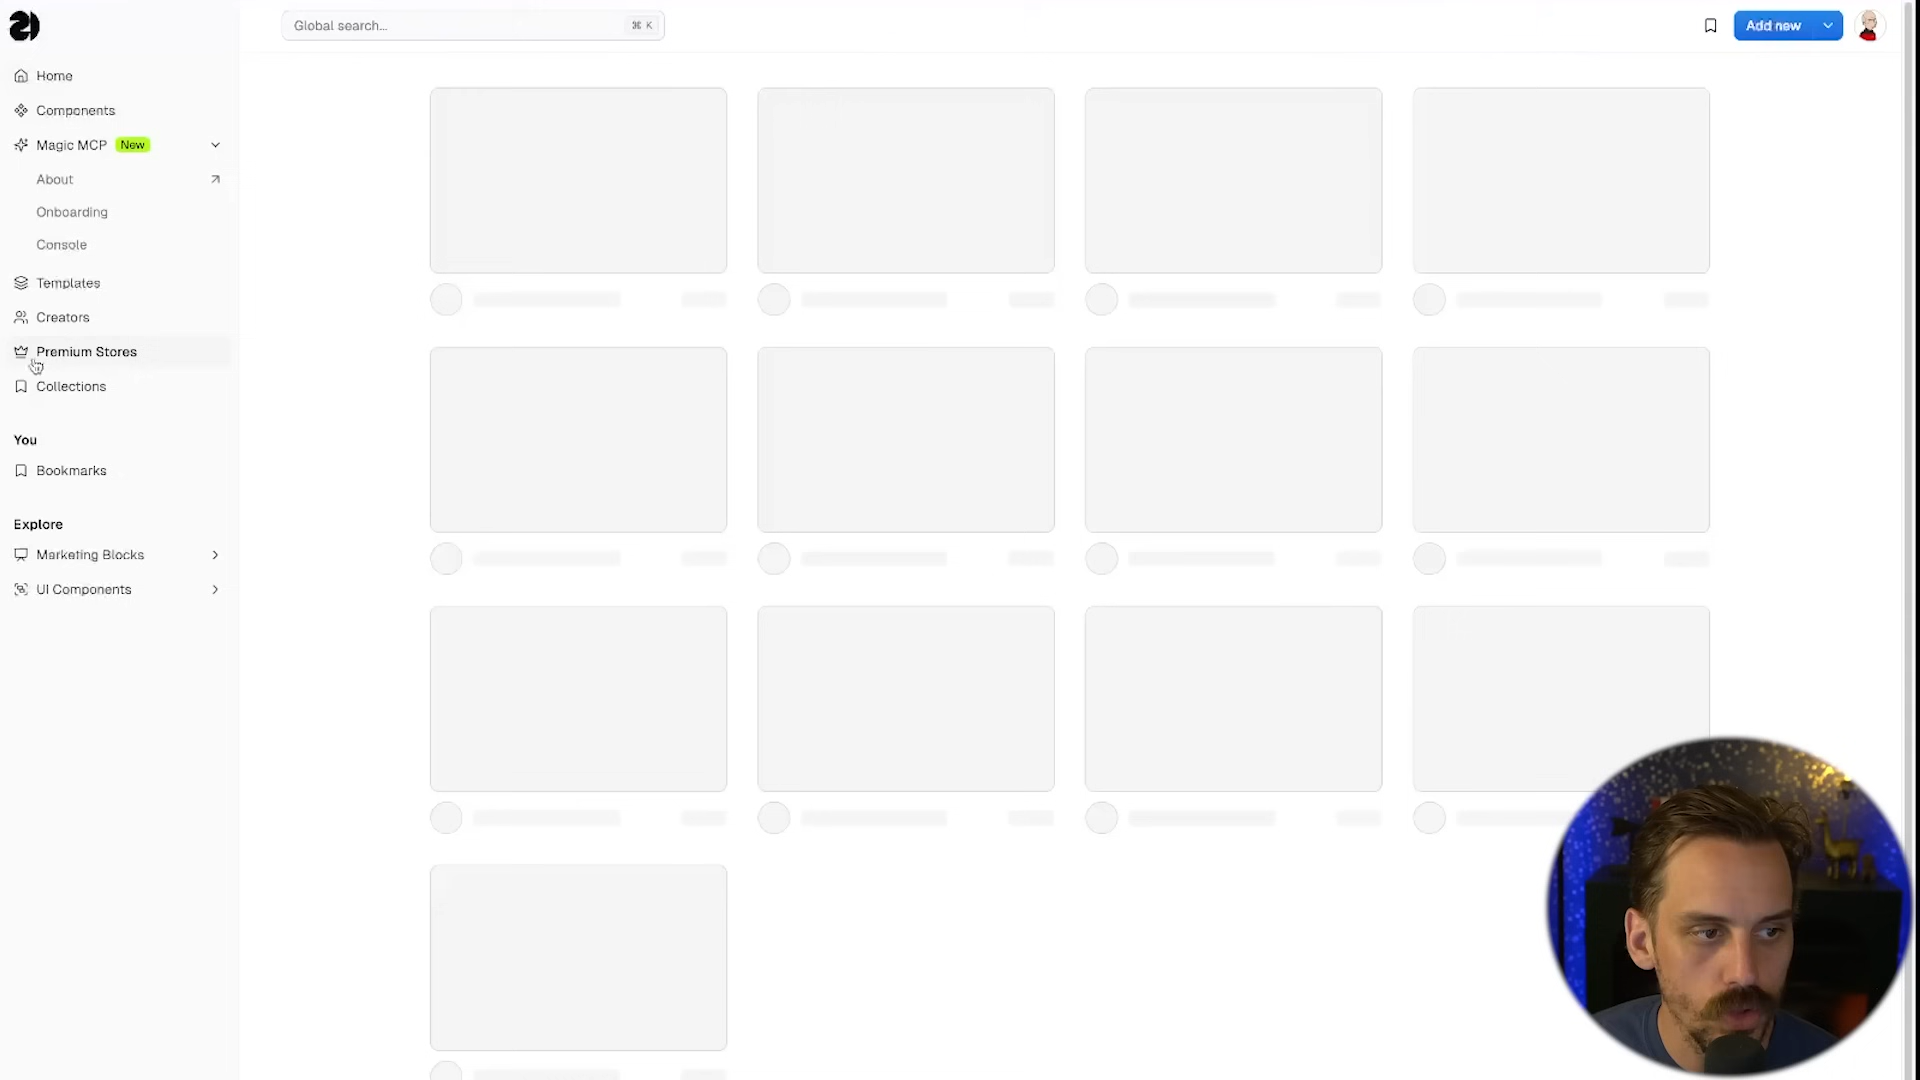 21
Global search...
⌘ K
Add new
Home
Components
Magic MCP New
About
Onboarding
Console
Templates
Creators
Premium Stores
Collections
You
Bookmarks
Explore
Marketing Blocks
UI Components